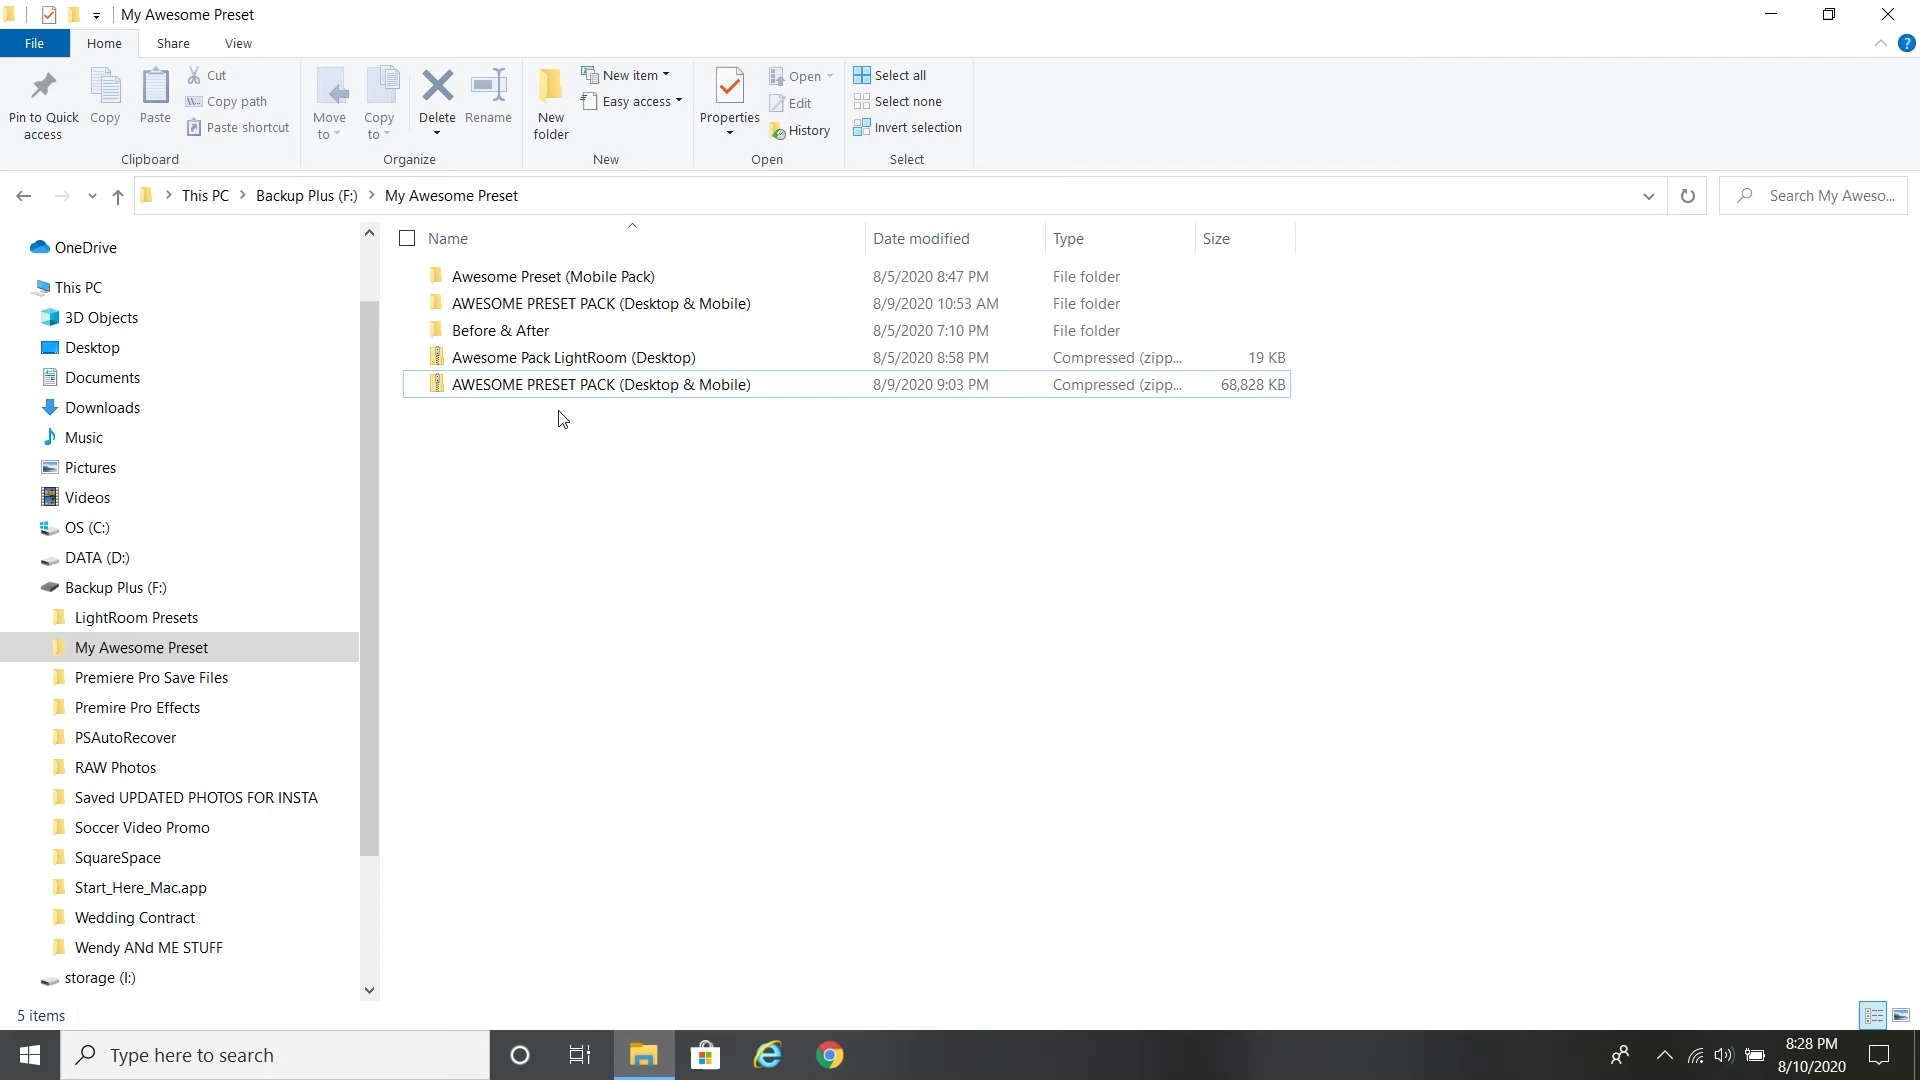 My Awesome Preset
File Home Share View
Pin to Quick access
Copy
Paste
Cut
Copy path
Paste shortcut
Clipboard
Move to
Copy to
Delete
Rename
Organize
New folder
New item
Easy access
New
Properties
Open
Edit
History
Open
Select all
Select none
Invert selection
Select
This PC Backup Plus (F:) My Awesome Preset
Search My Aweso...
OneDrive
This PC
3D Objects
Desktop
Documents
Downloads
Music
Pictures
Videos
OS (C:)
DATA (D:)
Backup Plus (F:)
LightRoom Presets
My Awesome Preset
Premiere Pro Save Files
Premire Pro Effects
PSAutoRecover
RAW Photos
Saved UPDATED PHOTOS FOR INSTA
Soccer Video Promo
SquareSpace
Start_Here_Mac.app
Wedding Contract
Wendy ANd ME STUFF
storage (I:)
Name Date modified Type Size
Awesome Preset (Mobile Pack) 8/5/2020 8:47 PM File folder
AWESOME PRESET PACK (Desktop & Mobile) 8/9/2020 10:53 AM File folder
Before & After 8/5/2020 7:10 PM File folder
Awesome Pack LightRoom (Desktop) 8/5/2020 8:58 PM Compressed (zipp... 19 KB
AWESOME PRESET PACK (Desktop & Mobile) 8/9/2020 9:03 PM Compressed (zipp... 68,828 KB
5 items
Type here to search
8:28 PM
8/10/2020